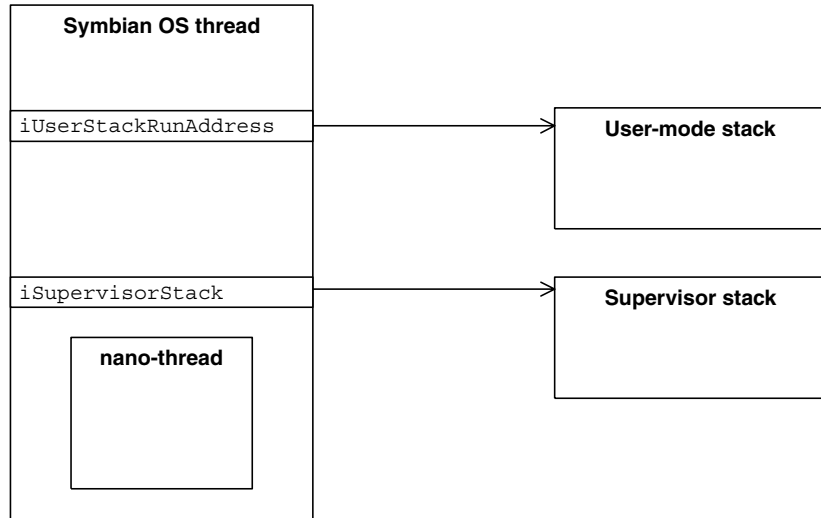 Symbian OS thread
iUserStackRunAddress
User-mode stack
iSupervisorStack
Supervisor stack
nano-thread